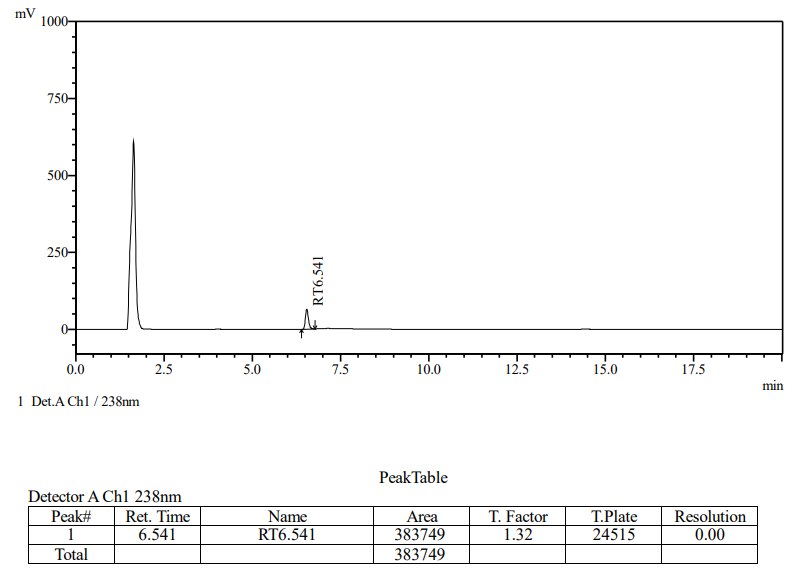 mV
1000
750
500
250
0
RT6.541
0.0 2.5 5.0 7.5 10.0 12.5 15.0 17.5
min
1 Det.A Ch1 / 238nm
PeakTable
Detector A Ch1 238nm
Peak# Ret. Time Name Area T. Factor T.Plate Resolution
1 6.541 RT6.541 383749 1.32 24515 0.00
Total 383749